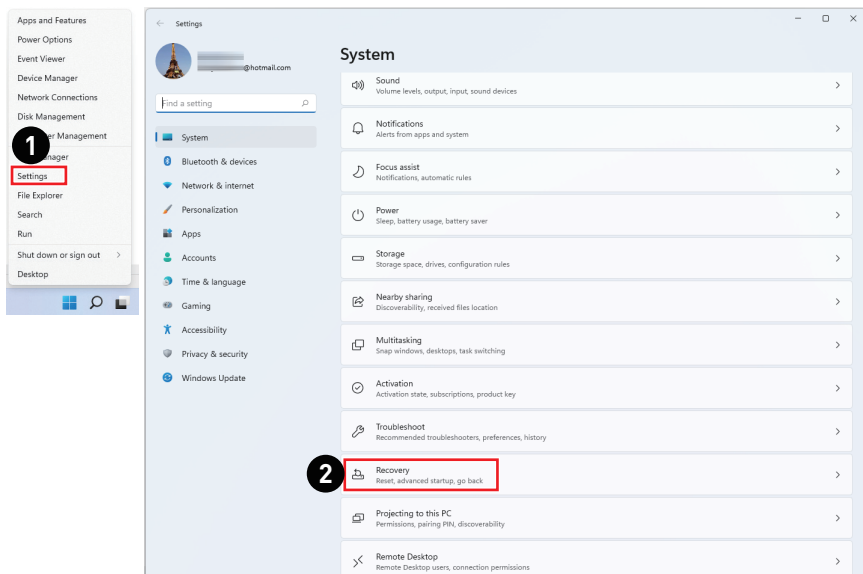 Apps and Features
Power Options
Event Viewer
Device Manager
Network Connections
Disk Management
Management
1
Settings
File Explorer
Search
Run
Shut down or sign out
Desktop
Settings
@hotmail.com
Find a setting
System
Bluetooth & devices
Network & internet
Personalization
Apps
Accounts
Time & language
Gaming
Accessibility
Privacy & security
Windows Update
System
Sound
Volume levels, output, input, sound devices
Notifications
Alerts from apps and system
Focus assist
Notifications, automatic rules
Power
Sleep, battery usage, battery saver
Storage
Storage space, drives, configuration rules
Nearby sharing
Discoverability, received files location
Multitasking
Snap windows, desktops, task switching
Activation
Activation state, subscriptions, product key
Troubleshoot
Recommended troubleshooters, preferences, history
2
Recovery
Reset, advanced startup, go back
Projecting to this PC
Permissions, pairing PIN, discoverability
Remote Desktop
Remote Desktop users, connection permissions